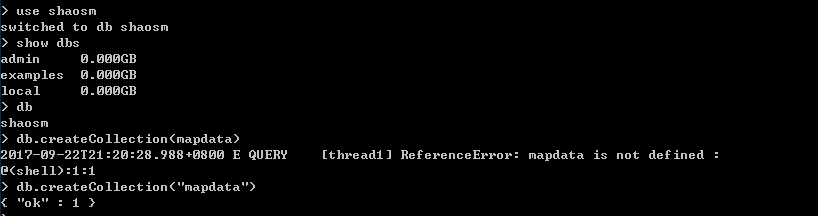 > use shaosm
switched to db shaosm
> show dbs
admin     0.000GB
examples  0.000GB
local     0.000GB
> db
shaosm
> db.createCollection(mapdata)
2017-09-22T21:20:28.988+0800 E QUERY    [thread1] ReferenceError: mapdata is not defined :
@(shell):1:1
> db.createCollection("mapdata")
{ "ok" : 1 }